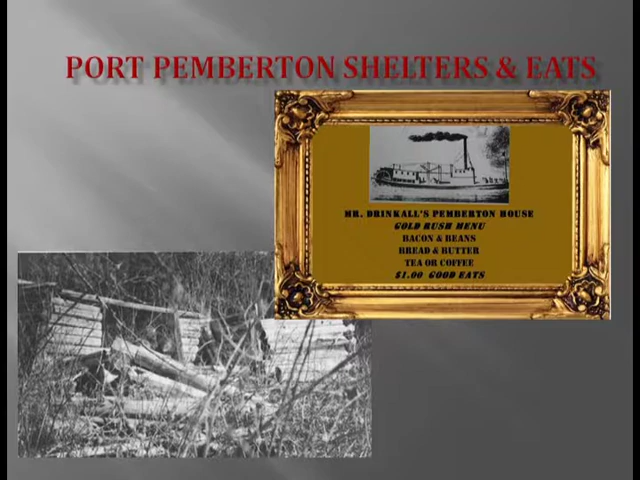 PORT PEMBERTON SHELTERS & EATS
MR. DRINKALL'S PEMBERTON HOUSE
GOLD RUSH MENU
BACON & BEANS
BREAD & BUTTER
TEA OR COFFEE
$1.00 GOOD EATS